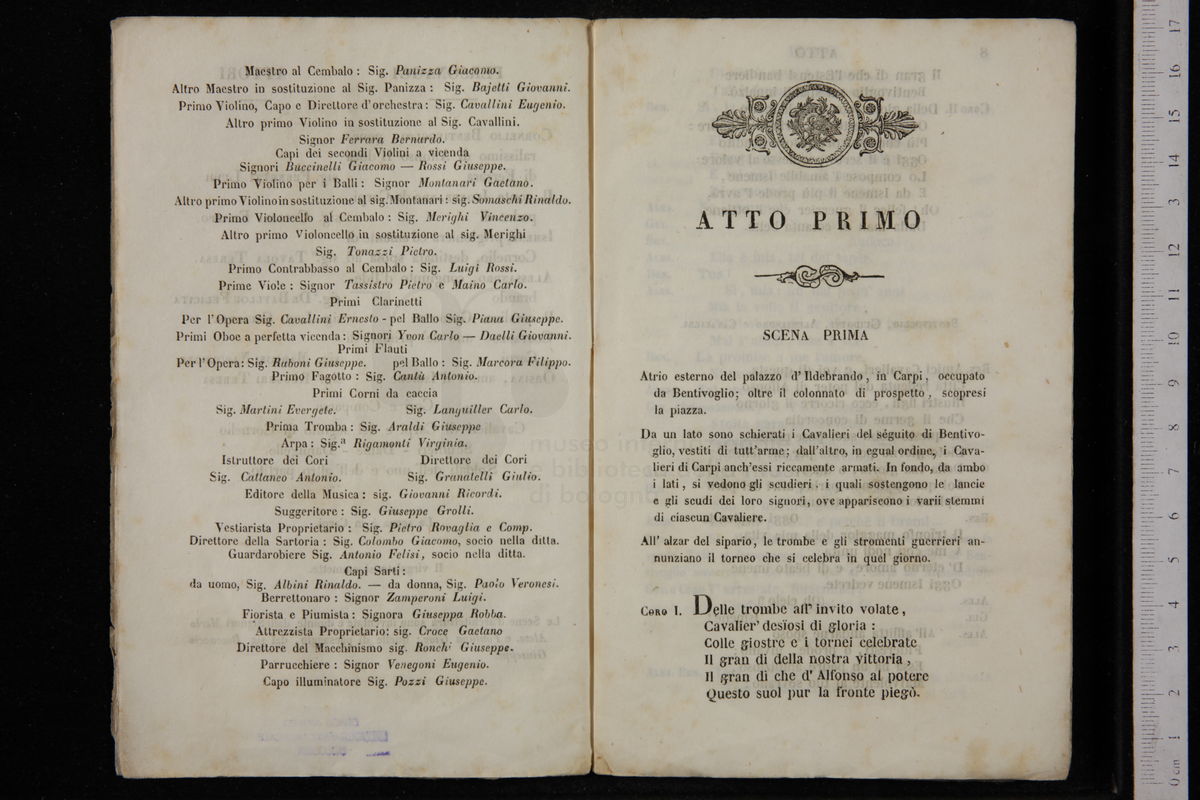 Maestro al Cembalo : Sig. Panizza Giacomo.
Altro Maestro in sostituzione al Sig. Panizza : Sig. Bajetti Giovanni.
Primo Violino, Capo e Direttore d'orchestra : Sig. Cavallini Eugenio.
Altro primo Violino in sostituzione al Sig. Cavallini.
Signor Ferrara Bernardo.
Capi dei secondi Violini a vicenda
Signori Buccinelli Giacomo — Rossi Giuseppe.
Primo Violino per i Balli : Signor Montanari Gaetano.
Altro primo Violino in sostituzione al sig. Montanari : sig. Somaschi Rinaldo.
Primo Violoncello al Cembalo : Sig. Merighi Vincenzo.
Altro primo Violoncello in sostituzione al sig. Merighi
Sig. Tonazzi Pietro.
Primo Contrabbasso al Cembalo : Sig. Luigi Rossi.
Prime Viole : Signor Tassistro Pietro e Maino Carlo.
Primi Clarinetti
Per l'Opera Sig. Cavallini Ernesto - pel Ballo Sig. Piana Giuseppe.
Primi Oboe a perfetta vicenda : Signori Yvon Carlo — Daelli Giovanni.
Primi Flauti
Per l'Opera: Sig. Raboni Giuseppe. pel Ballo : Sig. Marcora Filippo.
Primo Fagotto : Sig. Cantù Antonio.
Primi Corni da caccia
Sig. Martini Evergete. Sig. Languiller Carlo.
Prima Tromba : Sig. Araldi Giuseppe
Arpa : Sig.a Rigamonti Virginia.
Istruttore dei Cori Direttore dei Cori
Sig. Cattaneo Antonio. Sig. Granatelli Giulio.
Editore della Musica : sig. Giovanni Ricordi.
Suggeritore : Sig. Giuseppe Grolli.
Vestiarista Proprietario : Sig. Pietro Rovaglia e Comp.
Direttore della Sartoria : Sig. Colombo Giacomo, socio nella ditta.
Guardarobiere Sig. Antonio Felisi, socio nella ditta.
Capi Sarti :
da uomo, Sig. Albini Rinaldo. — da donna, Sig. Paolo Veronesi.
Berrettonaro : Signor Zamperoni Luigi.
Fiorista e Piumista : Signora Giuseppa Robba.
Attrezzista Proprietario: sig. Croce Gaetano
Direttore del Macchinismo sig. Ronchi Giuseppe.
Parrucchiere : Signor Venegoni Eugenio.
Capo illuminatore Sig. Pozzi Giuseppe.
ATTO PRIMO
SCENA PRIMA
Atrio esterno del palazzo d'Ildebrando, in Carpi, occupato
da Bentivoglio; oltre il colonnato di prospetto, scopresi
la piazza.
Da un lato sono schierati i Cavalieri del séguito di Bentivo-
glio, vestiti di tutt'arme; dall'altro, in egual ordine, i Cava-
lieri di Carpi anch'essi riccamente armati. In fondo, da ambo
i lati, si vedono gli scudieri, i quali sostengono le lancie
e gli scudi dei loro signori, ove appariscono i varii stemmi
di ciascun Cavaliere.
All'alzar del sipario, le trombe e gli stromenti guerrieri an-
nunziano il torneo che si celebra in quel giorno.
Coro I. Delle trombe all'invito volate,
Cavalier' desïosi di gloria :
Colle giostre e i tornei celebrate
Il gran dì della nostra vittoria,
Il gran dì che d'Alfonso al potere
Questo suol pur la fronte piegò.